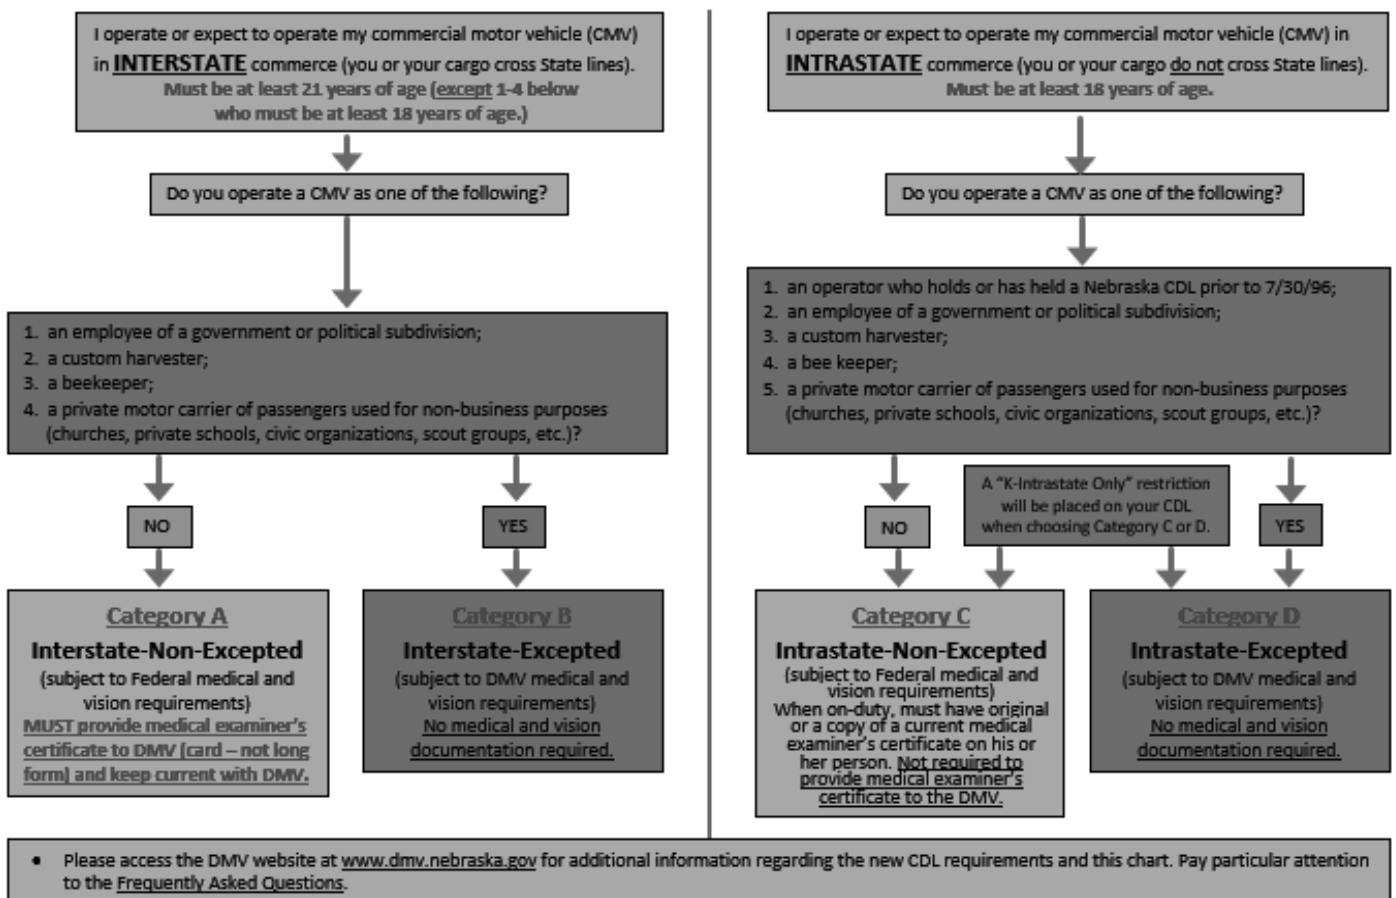 I operate or expect to operate my commercial motor vehicle (CMV)
in INTERSTATE commerce (you or your cargo cross State lines).
Must be at least 21 years of age (except 1-4 below
who must be at least 18 years of age.)
Do you operate a CMV as one of the following?
1. an employee of a government or political subdivision;
2. a custom harvester;
3. a beekeeper;
4. a private motor carrier of passengers used for non-business purposes
(churches, private schools, civic organizations, scout groups, etc.)?
NO
YES
Category A
Interstate-Non-Excepted
(subject to Federal medical and
vision requirements)
MUST provide medical examiner's
certificate to DMV (card – not long
form) and keep current with DMV.
Category B
Interstate-Excepted
(subject to DMV medical and
vision requirements)
No medical and vision
documentation required.
I operate or expect to operate my commercial motor vehicle (CMV) in
INTRASTATE commerce (you or your cargo do not cross State lines).
Must be at least 18 years of age.
Do you operate a CMV as one of the following?
1. an operator who holds or has held a Nebraska CDL prior to 7/30/96;
2. an employee of a government or political subdivision;
3. a custom harvester;
4. a bee keeper;
5. a private motor carrier of passengers used for non-business purposes
(churches, private schools, civic organizations, scout groups, etc.)?
NO
A "K-Intrastate Only" restriction
will be placed on your CDL
when choosing Category C or D.
YES
Category C
Intrastate-Non-Excepted
(subject to Federal medical and
vision requirements)
When on-duty, must have original
or a copy of a current medical
examiner's certificate on his or
her person. Not required to
provide medical examiner's
certificate to the DMV.
Category D
Intrastate-Excepted
(subject to DMV medical and
vision requirements)
No medical and vision
documentation required.
• Please access the DMV website at www.dmv.nebraska.gov for additional information regarding the new CDL requirements and this chart. Pay particular attention
to the Frequently Asked Questions.